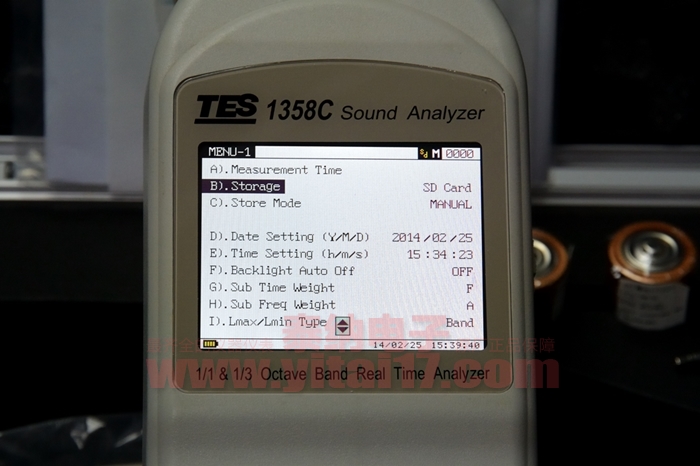 TES 1358C Sound Analyzer
MENU-1 Sd M 0000
A).Measurement Time
B).Storage SD Card
C).Store Mode MANUAL
D).Date Setting (Y/M/D) 2014/02/25
E).Time Setting (h/m/s) 15:34:23
F).Backlight Auto Off OFF
G).Sub Time Weight F
H).Sub Freq Weight A
I).Lmax/Lmin Type Band
14/02/25 15:39:40
www.yitai17.com
1/1 & 1/3 Octave Band Real Time Analyzer